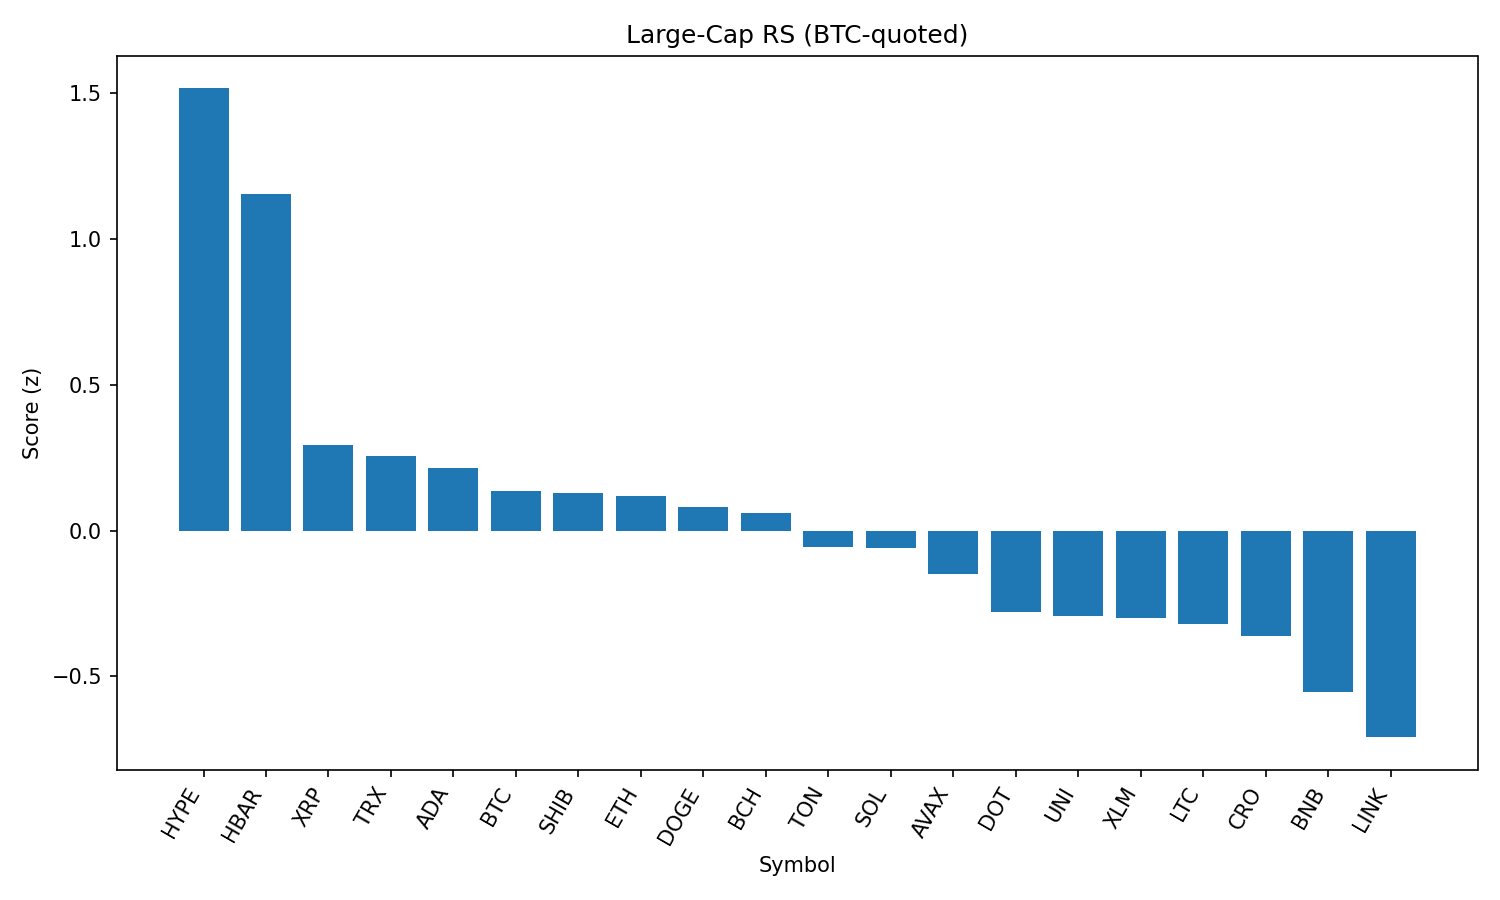 Large-Cap RS (BTC-quoted)
Score (z)
1.5
1.0
0.5
0.0
−0.5
HYPE
HBAR
XRP
TRX
ADA
BTC
SHIB
ETH
DOGE
BCH
TON
SOL
AVAX
DOT
UNI
XLM
LTC
CRO
BNB
LINK
Symbol